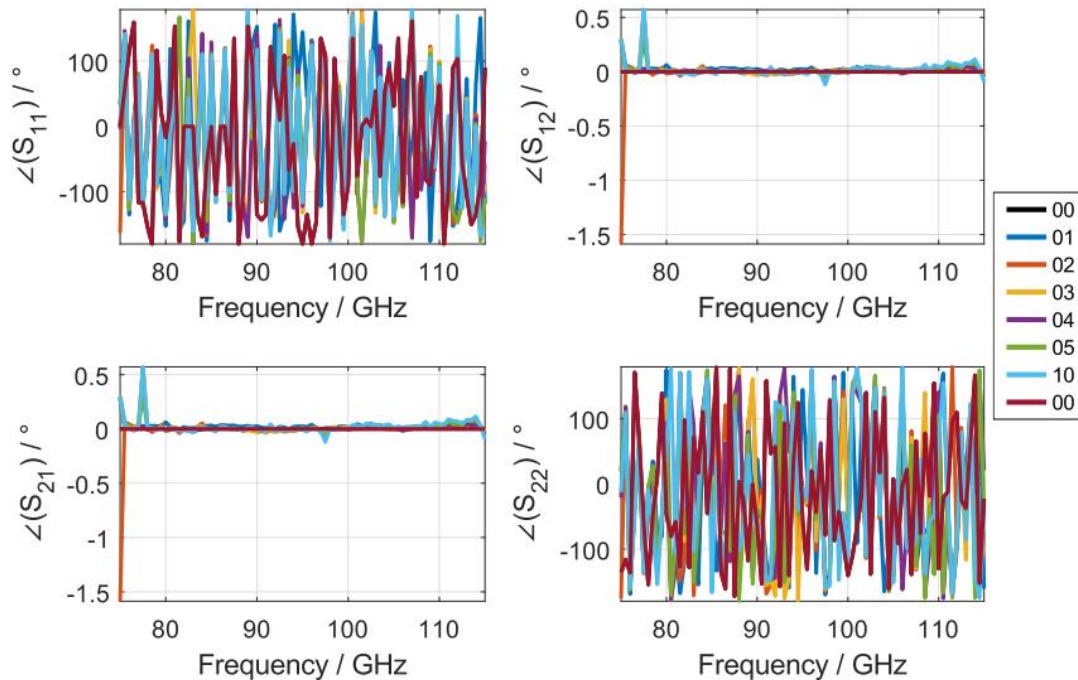 100
0
-100
∠(S11) / °
80 90 100 110
Frequency / GHz
0.5
0
-0.5
-1
-1.5
∠(S12) / °
80 90 100 110
Frequency / GHz
00
01
02
03
04
05
10
00
0.5
0
-0.5
-1
-1.5
∠(S21) / °
80 90 100 110
Frequency / GHz
100
0
-100
∠(S22) / °
80 90 100 110
Frequency / GHz